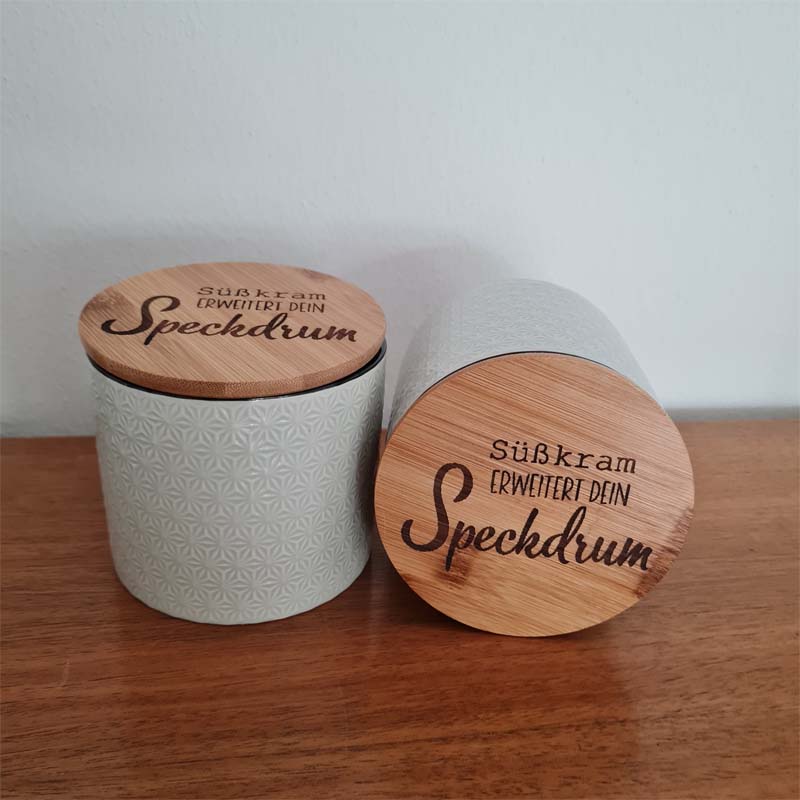 Süßkram
ERWEITERT DEIN
Speckdrum
Süßkram
ERWEITERT DEIN
Speckdrum